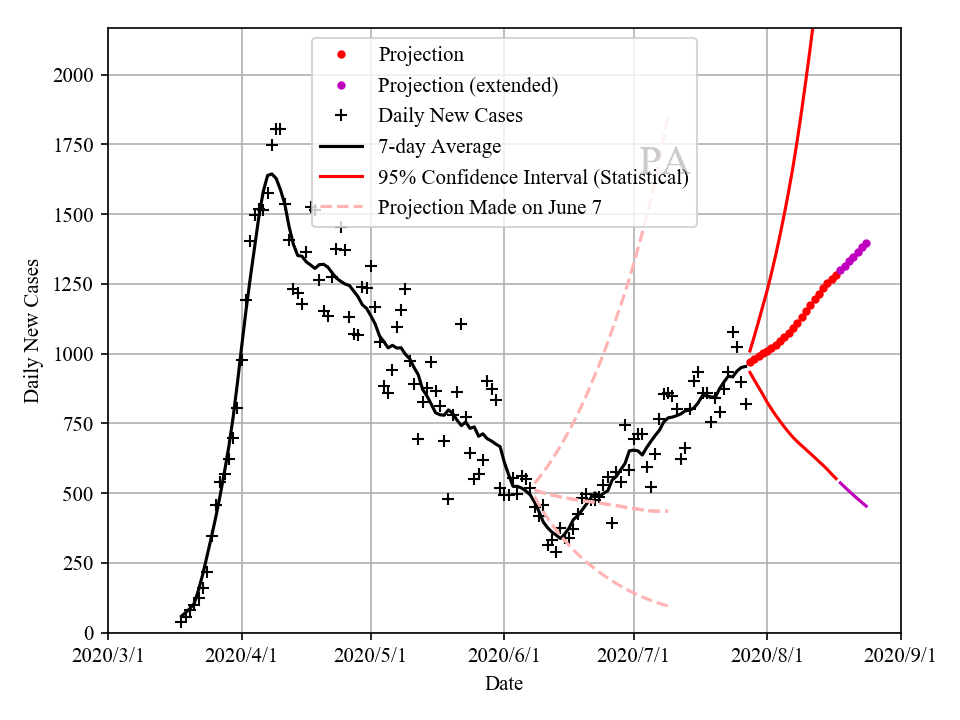 2000
1750
1500
1250
1000
750
500
250
0
Daily New Cases
Projection
Projection (extended)
Daily New Cases
7-day Average
95% Confidence Interval (Statistical)
Projection Made on June 7
PA
2020/3/1
2020/4/1
2020/5/1
2020/6/1
2020/7/1
2020/8/1
2020/9/1
Date